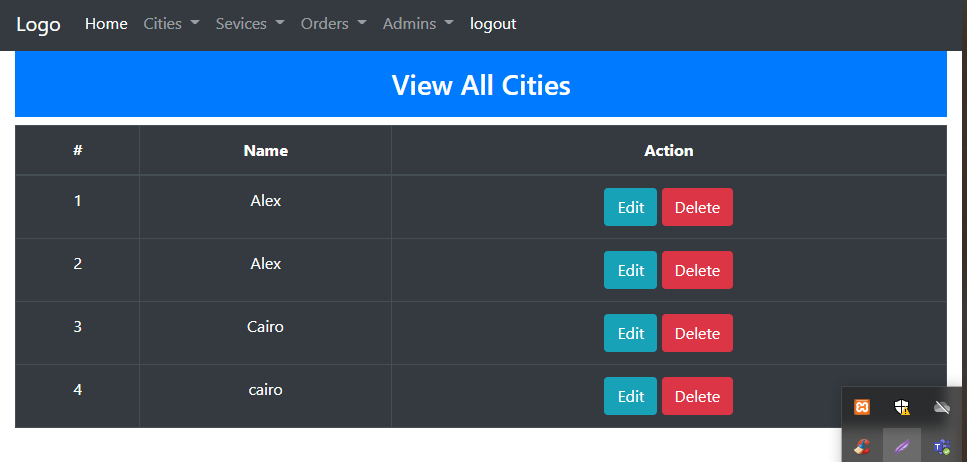 Logo Home Cities Sevices Orders Admins logout
View All Cities
# Name Action
1 Alex Edit Delete
2 Alex Edit Delete
3 Cairo Edit Delete
4 cairo Edit Delete